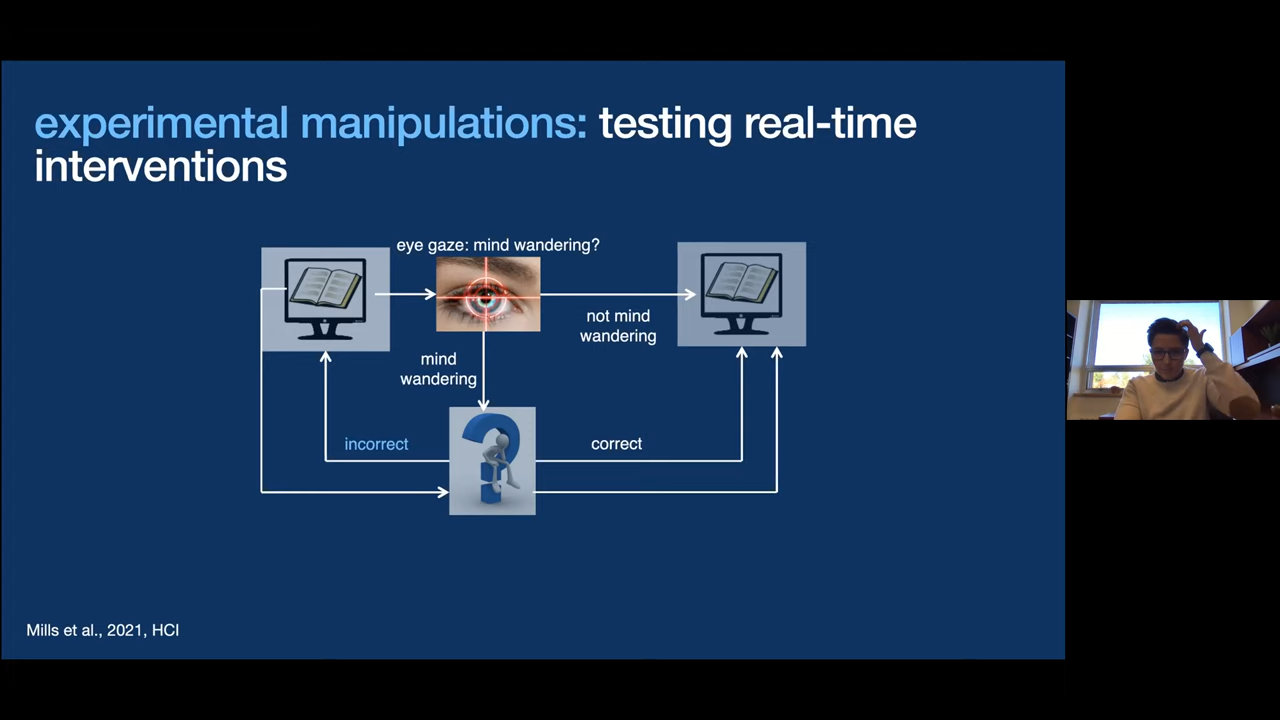 experimental manipulations: testing real-time
interventions
eye gaze: mind wandering?
not mind
wandering
mind
wandering
incorrect
correct
Mills et al., 2021, HCI